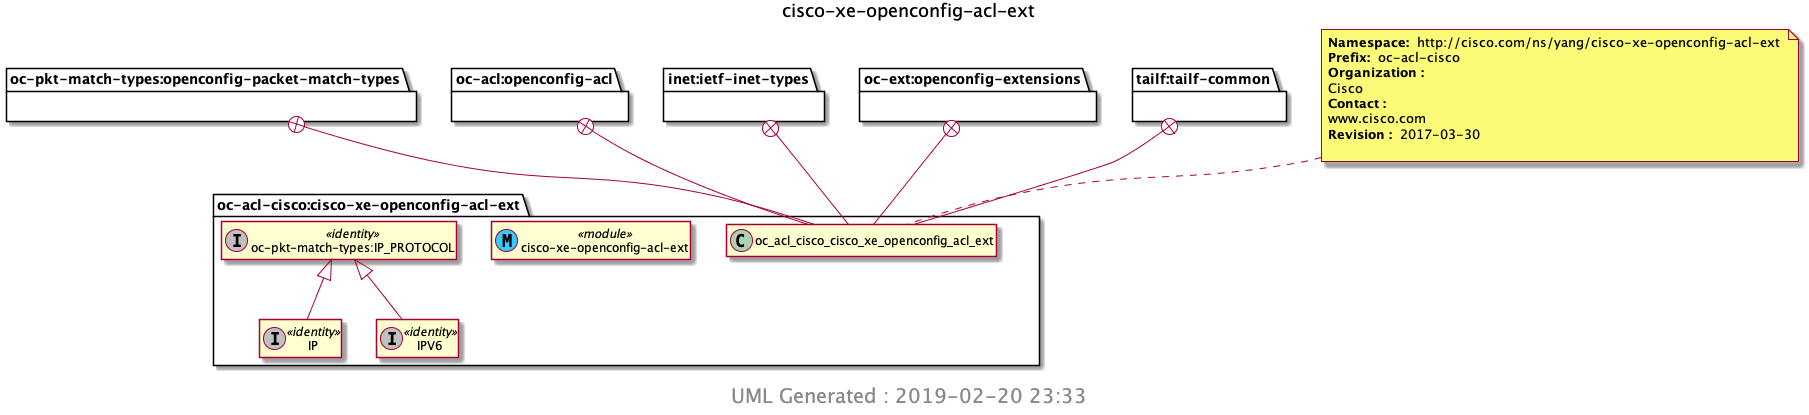 cisco-xe-openconfig-acl-ext
Namespace: http://cisco.com/ns/yang/cisco-xe-openconfig-acl-ext
Prefix: oc-acl-cisco
Organization :
Cisco
Contact :
www.cisco.com
Revision : 2017-03-30
oc-pkt-match-types:openconfig-packet-match-types
oc-acl:openconfig-acl
inet:ietf-inet-types
oc-ext:openconfig-extensions
tailf:tailf-common
oc-acl-cisco:cisco-xe-openconfig-acl-ext
I
«identity»
oc-pkt-match-types:IP_PROTOCOL
M
«module»
cisco-xe-openconfig-acl-ext
C
oc_acl_cisco_cisco_xe_openconfig_acl_ext
I
«identity»
IP
I
«identity»
IPV6
UML Generated : 2019-02-20 23:33